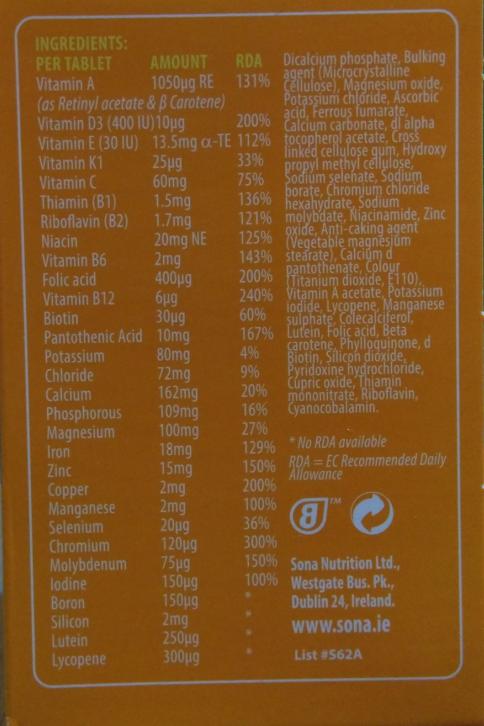 INGREDIENTS:
PER TABLET AMOUNT RDA
Vitamin A 1050µg RE 131%
(as Retinyl acetate & β Carotene)
Vitamin D3 (400 IU) 10µg 200%
Vitamin E (30 IU) 13.5mg α-TE 112%
Vitamin K1 25µg 33%
Vitamin C 60mg 75%
Thiamin (B1) 1.5mg 136%
Riboflavin (B2) 1.7mg 121%
Niacin 20mg NE 125%
Vitamin B6 2mg 143%
Folic acid 400µg 200%
Vitamin B12 6µg 240%
Biotin 30µg 60%
Pantothenic Acid 10mg 167%
Potassium 80mg 4%
Chloride 72mg 9%
Calcium 162mg 20%
Phosphorous 109mg 16%
Magnesium 100mg 27%
Iron 18mg 129%
Zinc 15mg 150%
Copper 2mg 200%
Manganese 2mg 100%
Selenium 20µg 36%
Chromium 120µg 300%
Molybdenum 75µg 150%
Iodine 150µg 100%
Boron 150µg *
Silicon 2mg *
Lutein 250µg *
Lycopene 300µg *
Dicalcium phosphate, Bulking
agent (Microcrystalline
Cellulose), Magnesium oxide,
Potassium chloride, Ascorbic
acid, Ferrous fumarate,
Calcium carbonate, dl alpha
tocopherol acetate, Cross
linked cellulose gum, Hydroxy
propyl methyl cellulose,
Sodium selenate, Sodium
borate, Chromium chloride
hexahydrate, Sodium
molybdate, Niacinamide, Zinc
oxide, Anti-caking agent
(Vegetable magnesium
stearate), Calcium d
pantothenate, Colour
(Titanium dioxide, E110),
Vitamin A acetate, Potassium
Iodide, Lycopene, Manganese
sulphate, Colecalciferol,
Lutein, Folic acid, Beta
carotene, Phylloquinone, d
Biotin, Silicon dioxide,
Pyridoxine hydrochloride,
Cupric oxide, Thiamin
mononitrate, Riboflavin,
Cyanocobalamin.
* No RDA available
RDA = EC Recommended Daily
Allowance
B ™
Sona Nutrition Ltd.,
Westgate Bus. Pk.,
Dublin 24, Ireland.
www.sona.ie
List #562A